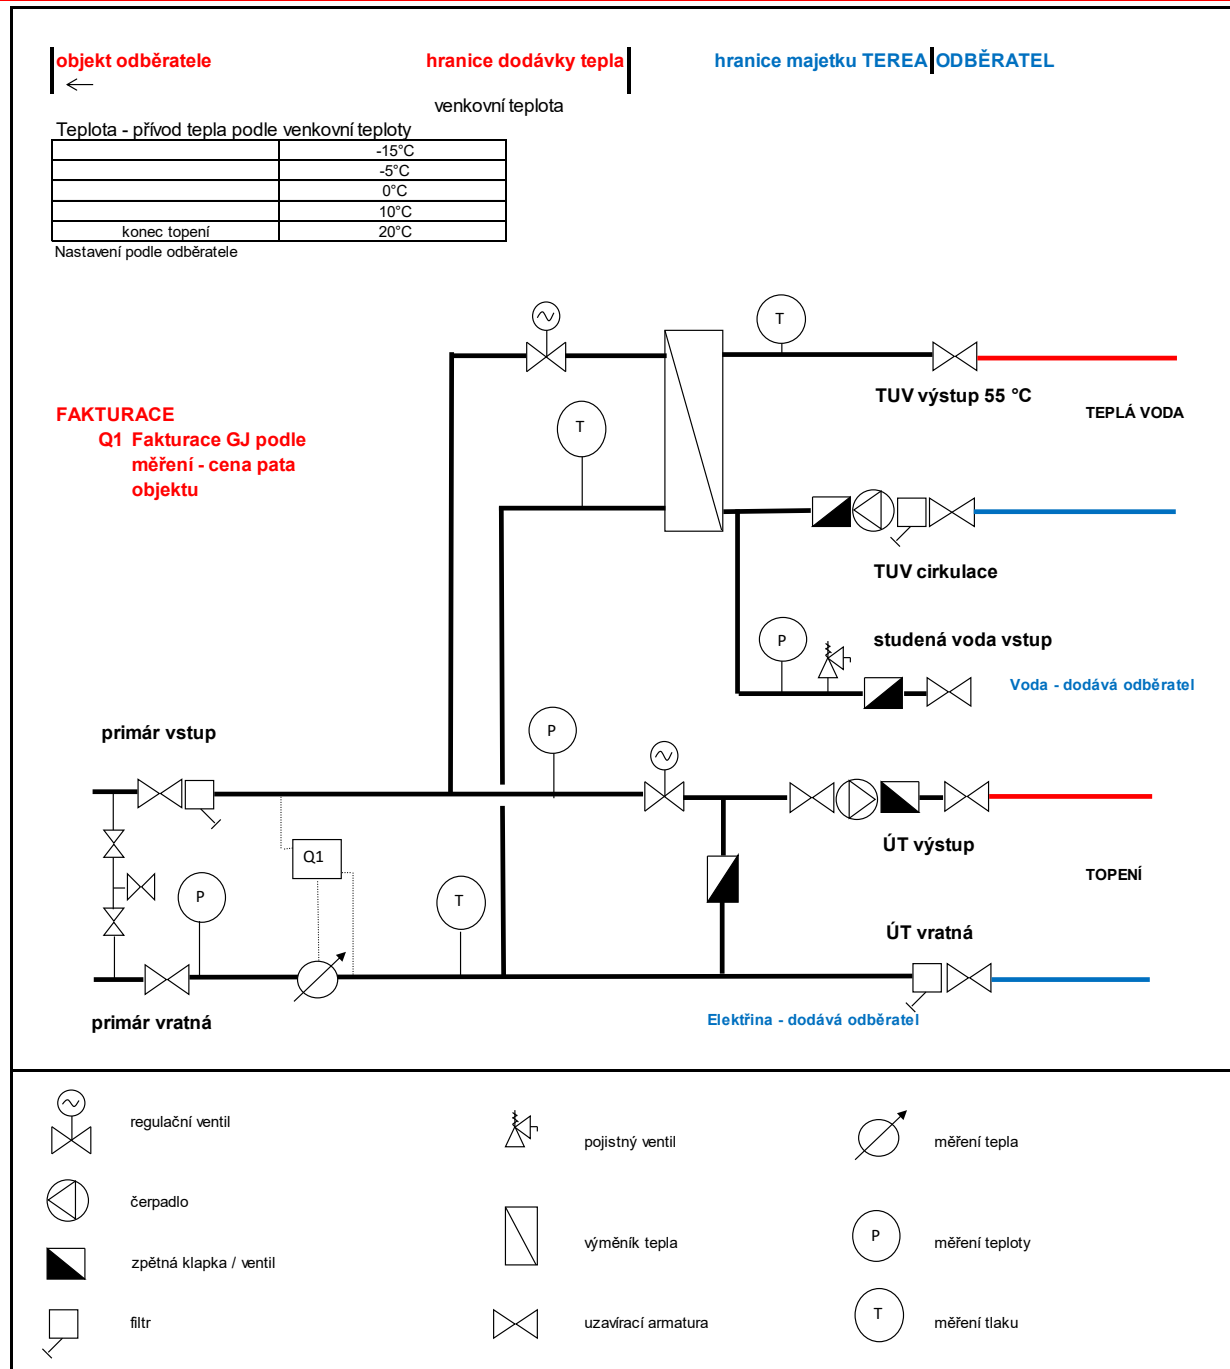 objekt odběratele
hranice dodávky tepla
hranice majetku TEREA
ODBĚRATEL
venkovní teplota
Teplota - přívod tepla podle venkovní teploty
-15°C
-5°C
0°C
10°C
konec topení 20°C
Nastavení podle odběratele
T
TUV výstup 55 °C
TEPLÁ VODA
FAKTURACE
Q1 Fakturace GJ podle
měření - cena pata
objektu
T
TUV cirkulace
P
studená voda vstup
Voda - dodává odběratel
primár vstup
P
Q1
ÚT výstup
TOPENÍ
P
T
ÚT vratná
primár vratná
Elektřina - dodává odběratel
regulační ventil
pojistný ventil
měření tepla
čerpadlo
výměník tepla
P
měření teploty
zpětná klapka / ventil
filtr
uzavírací armatura
T
měření tlaku